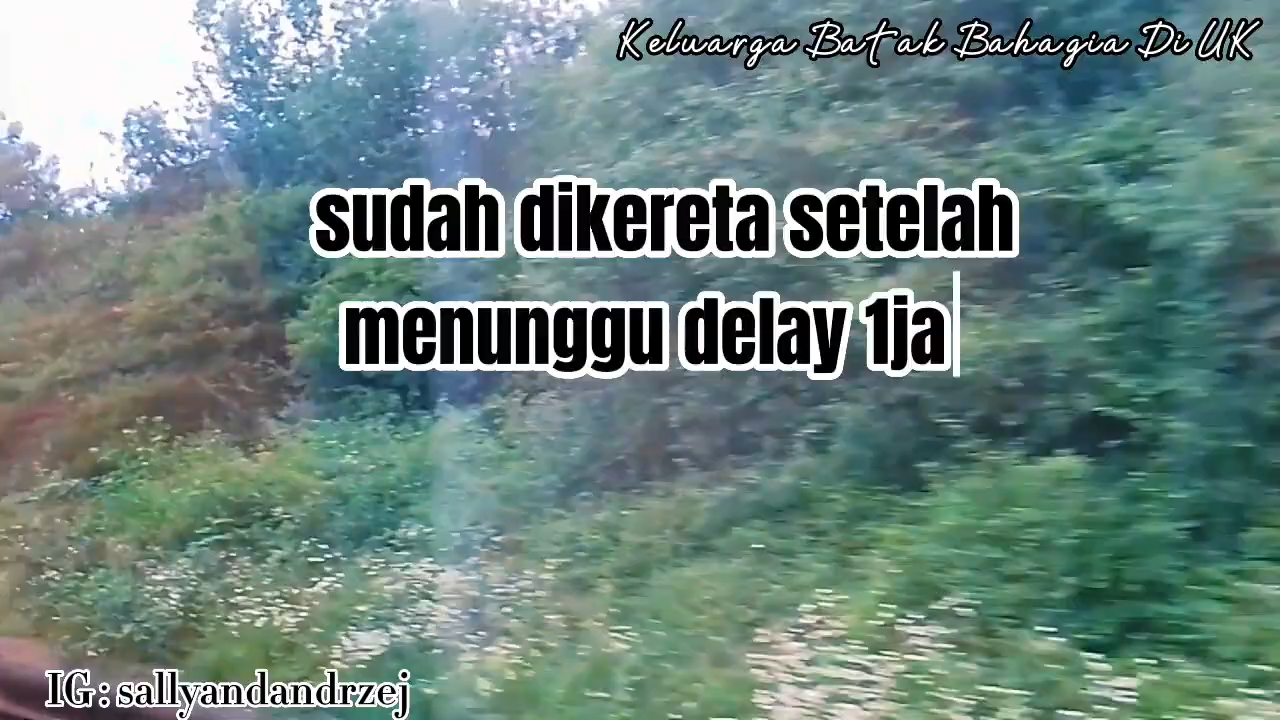 Keluarga Batak Bahagia Di UK
sudah dikereta setelah
menunggu delay 1ja
IG : sallyandandrzej